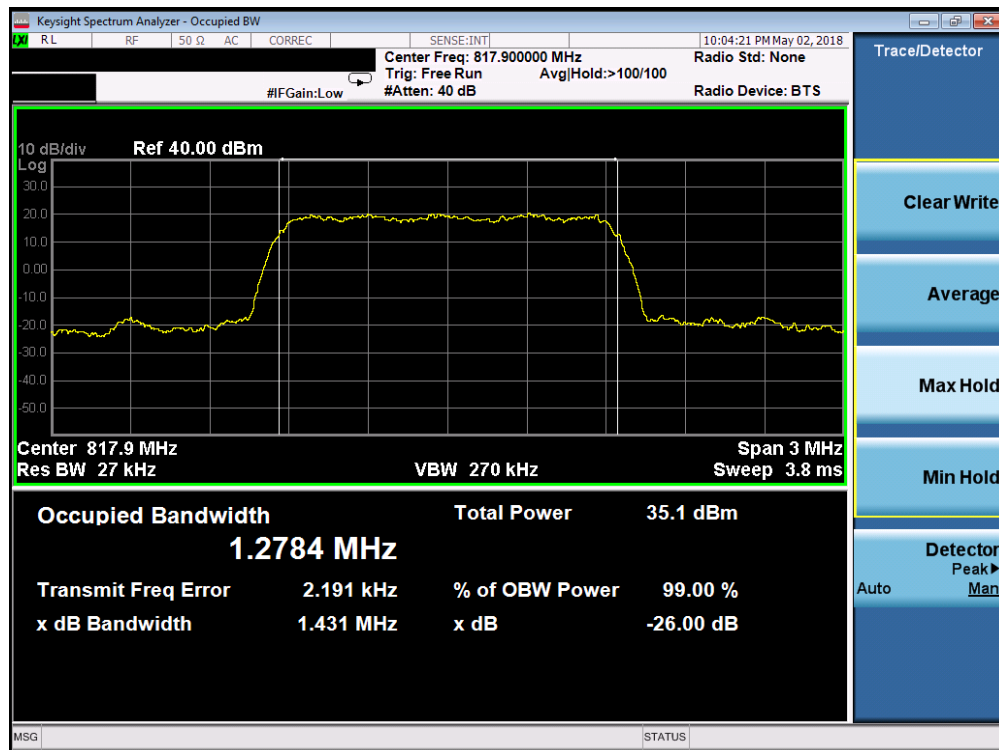 Keysight Spectrum Analyzer - Occupied BW
LXI RL RF 50 Ω AC CORREC SENSE:INT 10:04:21 PM May 02, 2018
Center Freq: 817.900000 MHz Radio Std: None
Trig: Free Run Avg|Hold:>100/100
#IFGain:Low #Atten: 40 dB Radio Device: BTS
10 dB/div Ref 40.00 dBm
Log
30.0
20.0
10.0
0.00
-10.0
-20.0
-30.0
-40.0
-50.0
Center 817.9 MHz Span 3 MHz
Res BW 27 kHz VBW 270 kHz Sweep 3.8 ms
Occupied Bandwidth Total Power 35.1 dBm
1.2784 MHz
Transmit Freq Error 2.191 kHz % of OBW Power 99.00 %
x dB Bandwidth 1.431 MHz x dB -26.00 dB
MSG STATUS
Trace/Detector
Clear Write
Average
Max Hold
Min Hold
Detector
Peak▶
Auto Man